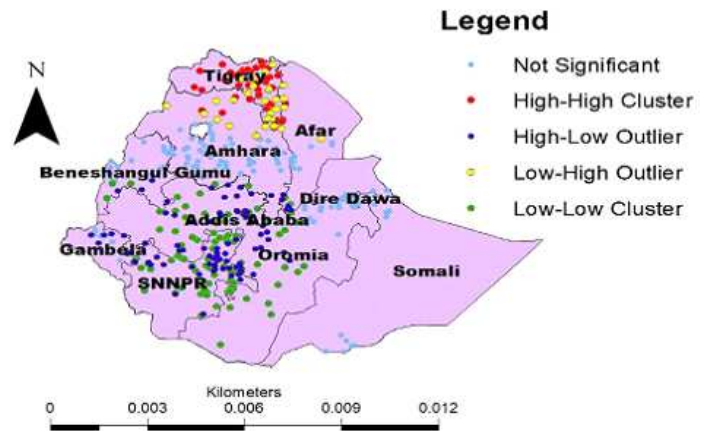 Legend
N
Not Significant
High-High Cluster
High-Low Outlier
Low-High Outlier
Low-Low Cluster
Tigray
Afar
Amhara
Beneshangul Gumu
Dire Dawa
Addis Ababa
Gambela
Oromia
SNNPR
Somali
Kilometers
0 0.003 0.006 0.009 0.012